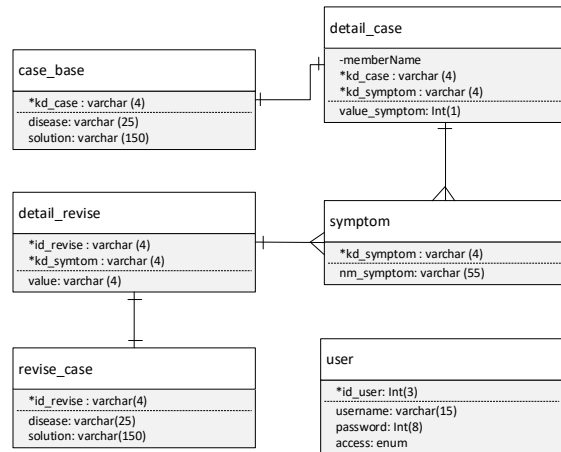 detail_case
-memberName
*kd_case : varchar (4)
*kd_symptom : varchar (4)
value_symptom: Int(1)
case_base
*kd_case : varchar (4)
disease: varchar (25)
solution: varchar (150)
detail_revise
*id_revise : varchar (4)
*kd_symtom : varchar (4)
value: varchar (4)
symptom
*kd_symptom : varchar (4)
nm_symptom: varchar (55)
revise_case
*id_revise : varchar(4)
disease: varchar(25)
solution: varchar(150)
user
*id_user: Int(3)
username: varchar(15)
password: Int(8)
access: enum